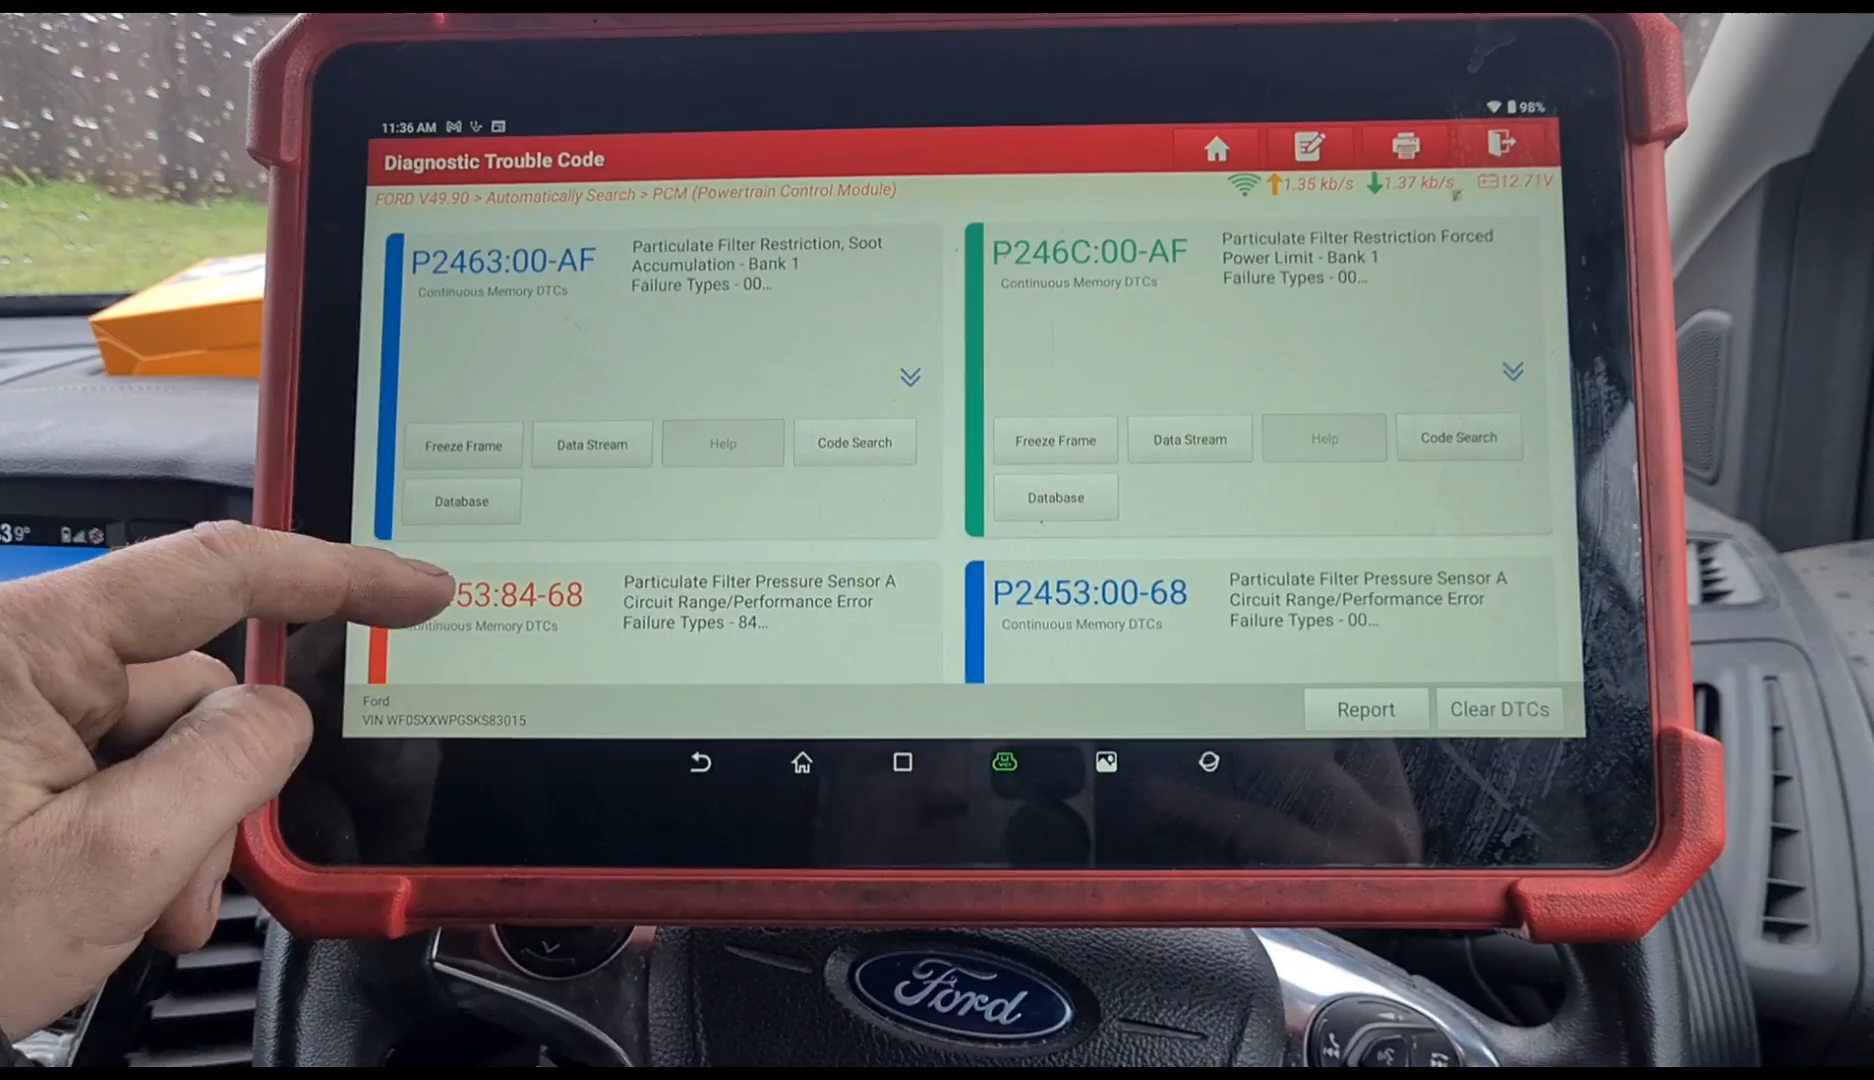 11:36 AM
98%
Diagnostic Trouble Code
FORD V49.90 > Automatically Search > PCM (Powertrain Control Module)
1.35 kb/s 1.37 kb/s 12.71V
P2463:00-AF
Continuous Memory DTCs
Particulate Filter Restriction, Soot
Accumulation - Bank 1
Failure Types - 00...
Freeze Frame
Data Stream
Help
Code Search
Database
P246C:00-AF
Continuous Memory DTCs
Particulate Filter Restriction Forced
Power Limit - Bank 1
Failure Types - 00...
Freeze Frame
Data Stream
Help
Code Search
Database
53:84-68
ntinuous Memory DTCs
Particulate Filter Pressure Sensor A
Circuit Range/Performance Error
Failure Types - 84...
P2453:00-68
Continuous Memory DTCs
Particulate Filter Pressure Sensor A
Circuit Range/Performance Error
Failure Types - 00...
Ford
VIN WF0SXXWPGSKS83015
Report
Clear DTCs
39°
Ford